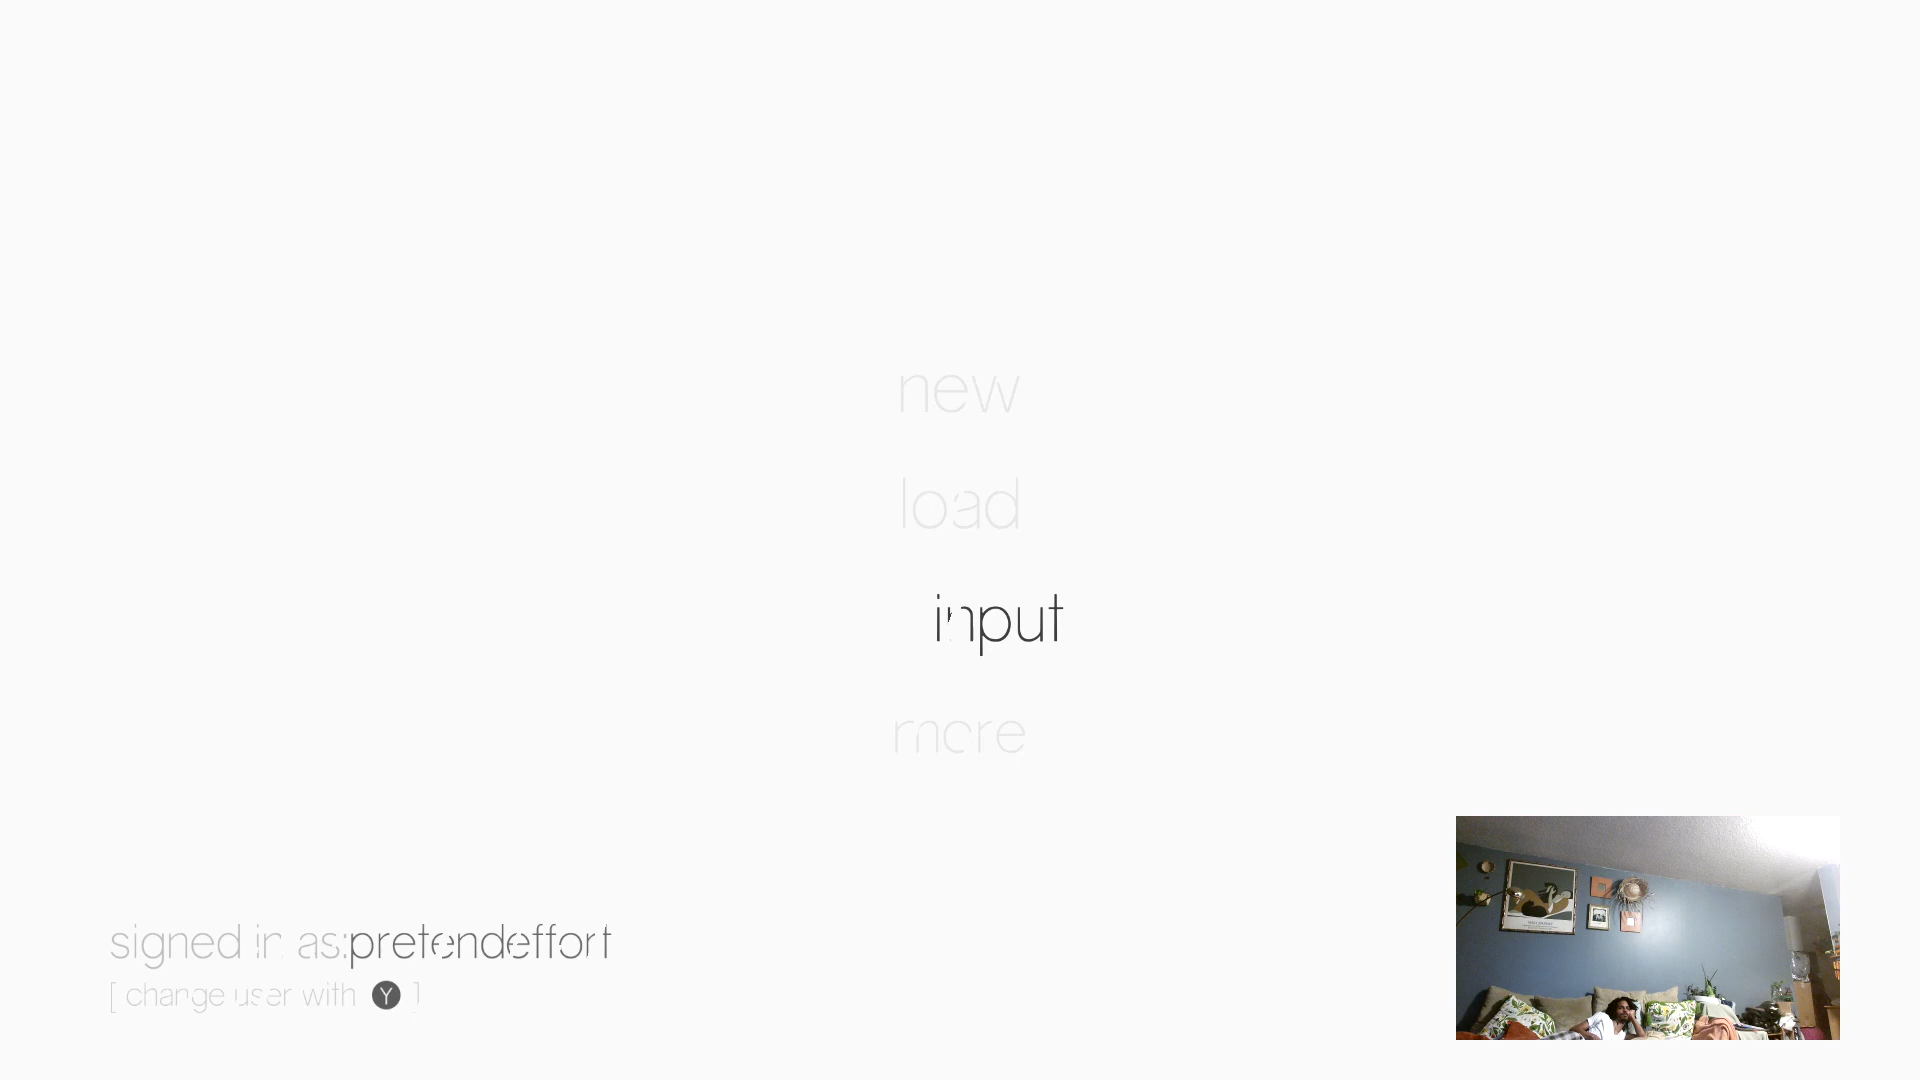 new
load
input
more
signed in as:pretendeffort
[ change user with Y ]